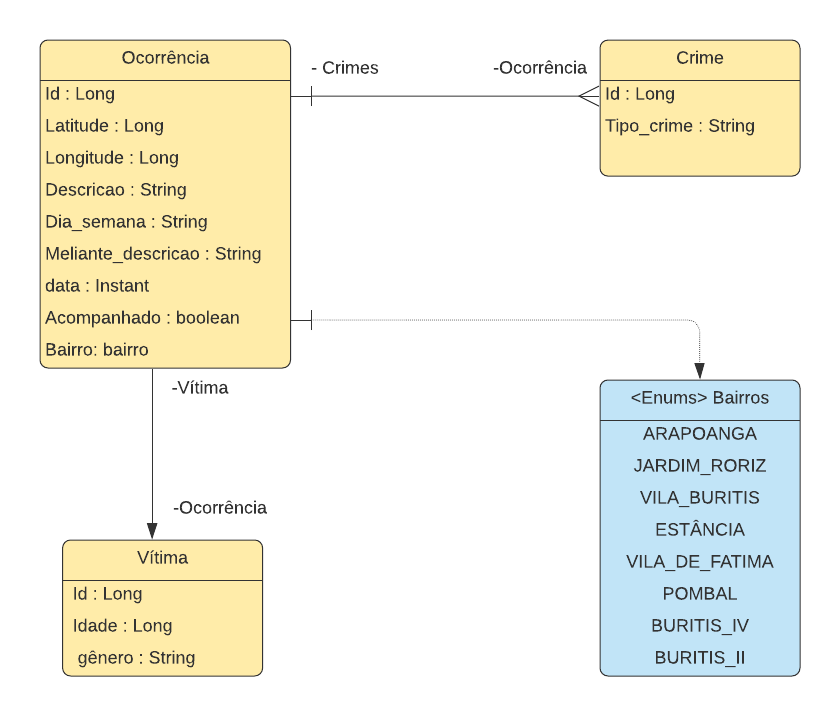 Ocorrência
Id : Long
Latitude : Long
Longitude : Long
Descricao : String
Dia_semana : String
Meliante_descricao : String
data : Instant
Acompanhado : boolean
Bairro: bairro
- Crimes
-Ocorrência
Crime
Id : Long
Tipo_crime : String
-Vítima
-Ocorrência
Vítima
Id : Long
Idade : Long
gênero : String
<Enums> Bairros
ARAPOANGA
JARDIM_RORIZ
VILA_BURITIS
ESTÂNCIA
VILA_DE_FATIMA
POMBAL
BURITIS_IV
BURITIS_II